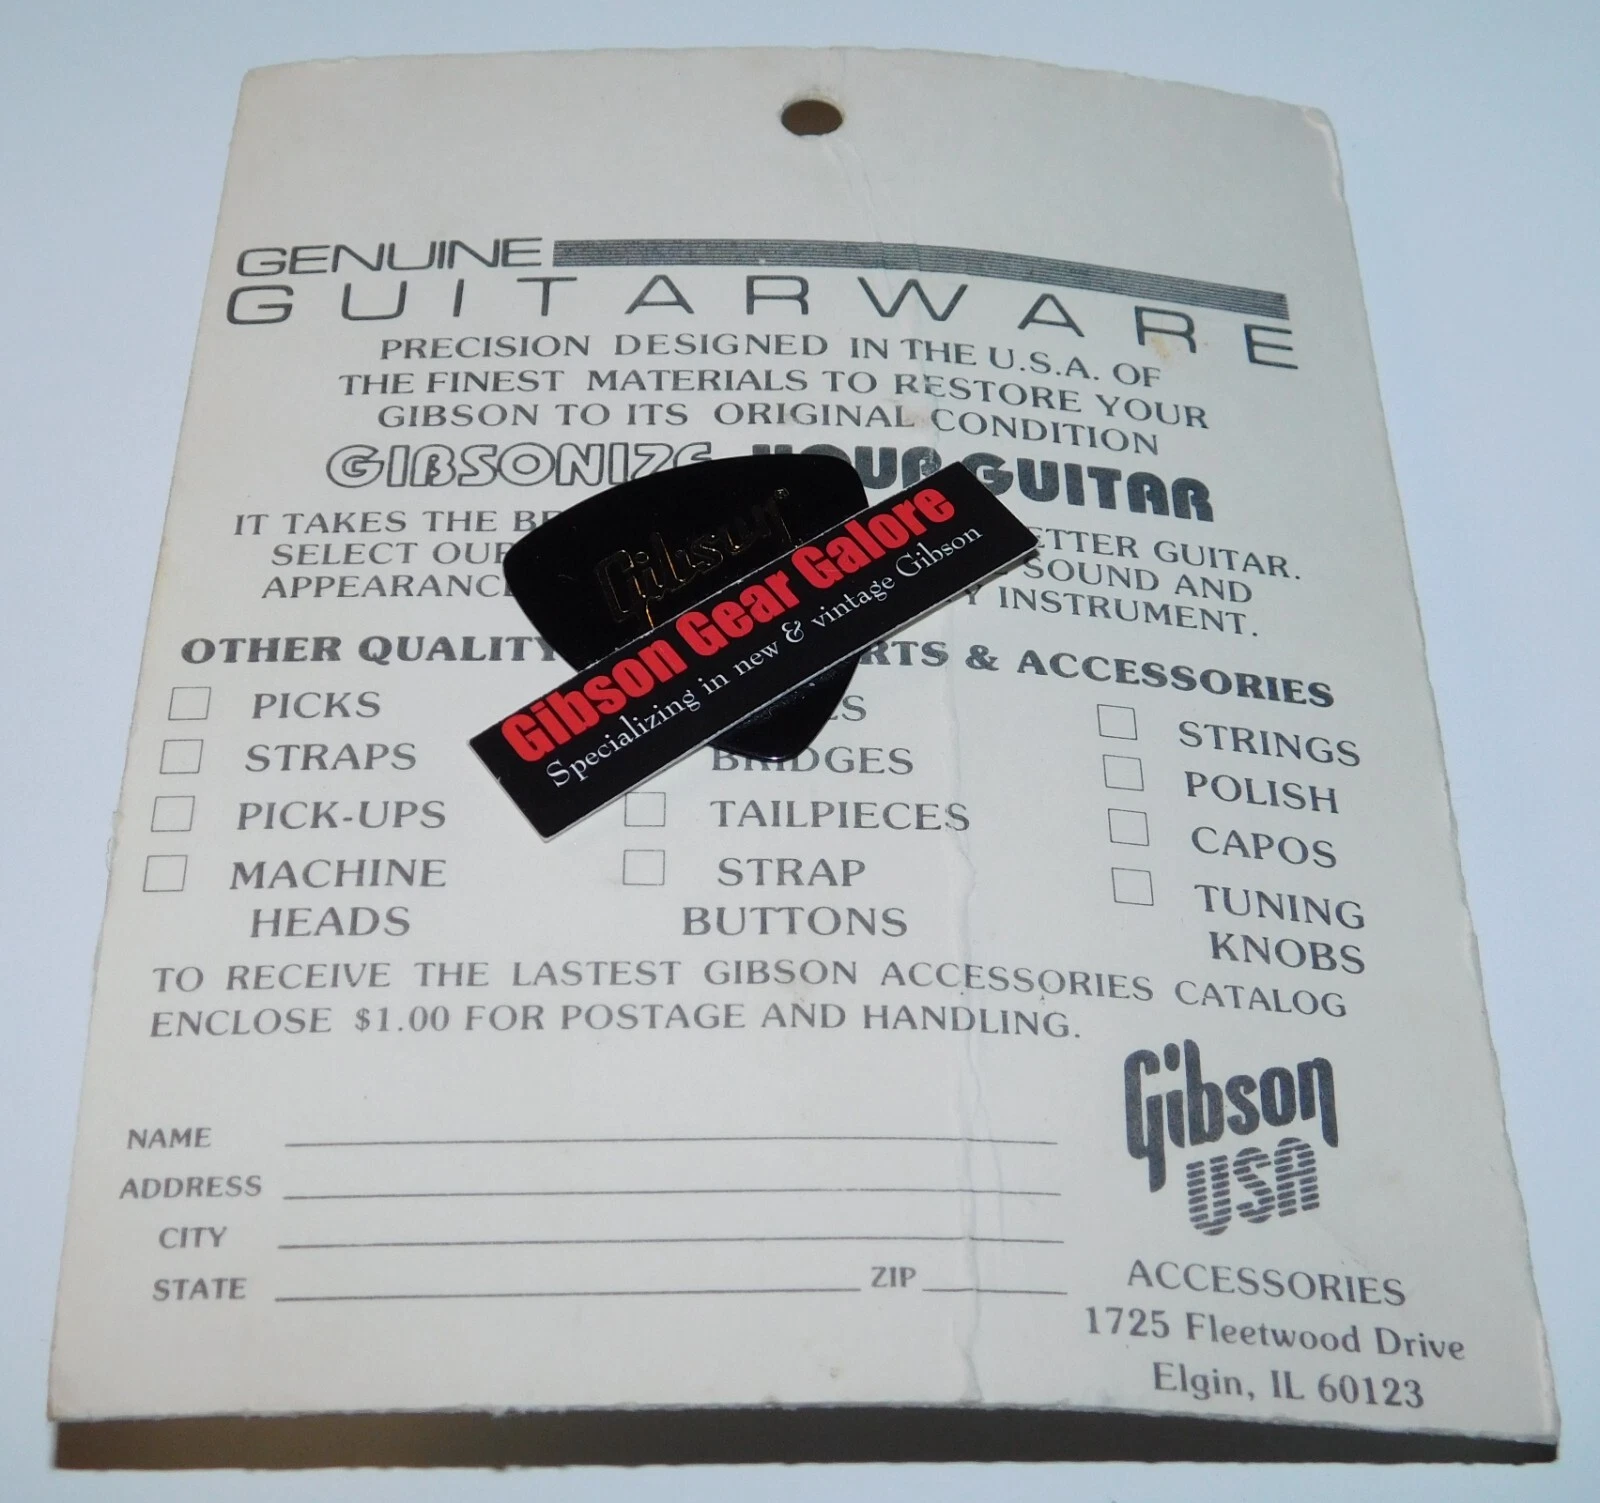 GENUINE
GUITARWARE
PRECISION DESIGNED IN THE U.S.A. OF
THE FINEST MATERIALS TO RESTORE YOUR
GIBSON TO ITS ORIGINAL CONDITION
GIBSONIZE YOUR GUITAR
IT TAKES THE GUITAR.
SELECT SOUND AND
INSTRUMENT.
Gibson
Gibson Gear Galore
Specializing in new & vintage Gibson
OTHER QUALITY & ACCESSORIES
PICKS
STRAPS
PICK-UPS
MACHINE
HEADS
BRIDGES
TAILPIECES
STRAP
BUTTONS
STRINGS
POLISH
CAPOS
TUNING
KNOBS
TO RECEIVE THE LASTEST GIBSON ACCESSORIES CATALOG
ENCLOSE $1.00 FOR POSTAGE AND HANDLING.
NAME
ADDRESS
CITY
STATE ZIP
Gibson
USA
ACCESSORIES
1725 Fleetwood Drive
Elgin, IL 60123